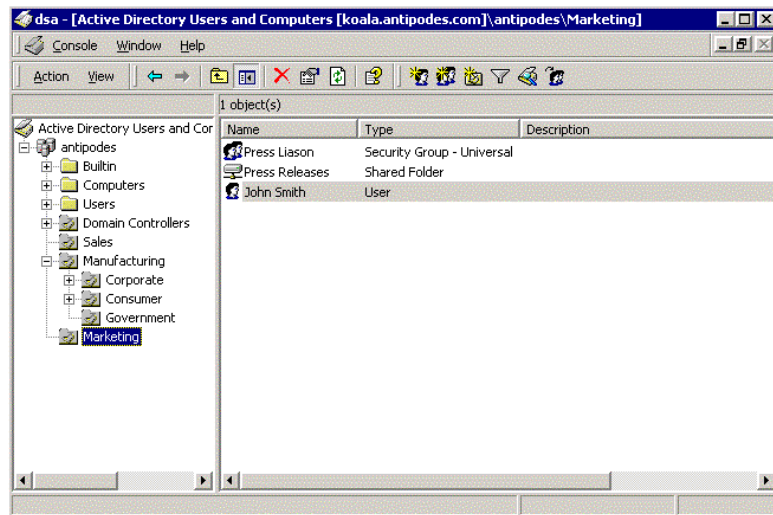 dsa - [Active Directory Users and Computers [koala.antipodes.com]\antipodes\Marketing]
Console Window Help
Action View
1 object(s)
Active Directory Users and Cor
antipodes
Builtin
Computers
Users
Domain Controllers
Sales
Manufacturing
Corporate
Consumer
Government
Marketing
Name Type Description
Press Liason Security Group - Universal
Press Releases Shared Folder
John Smith User